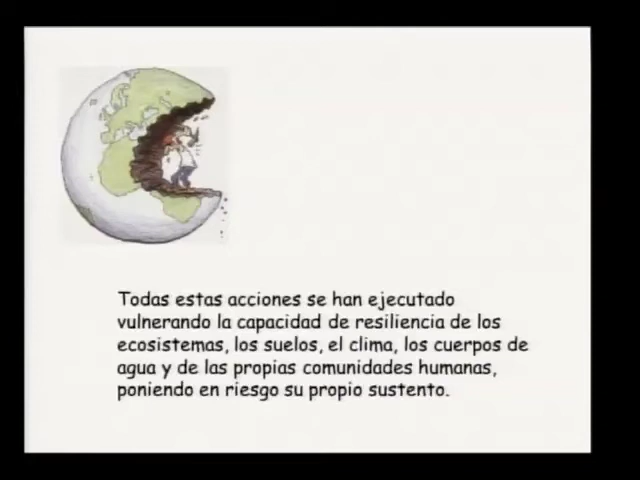 Todas estas acciones se han ejecutado
vulnerando la capacidad de resiliencia de los
ecosistemas, los suelos, el clima, los cuerpos de
agua y de las propias comunidades humanas,
poniendo en riesgo su propio sustento.